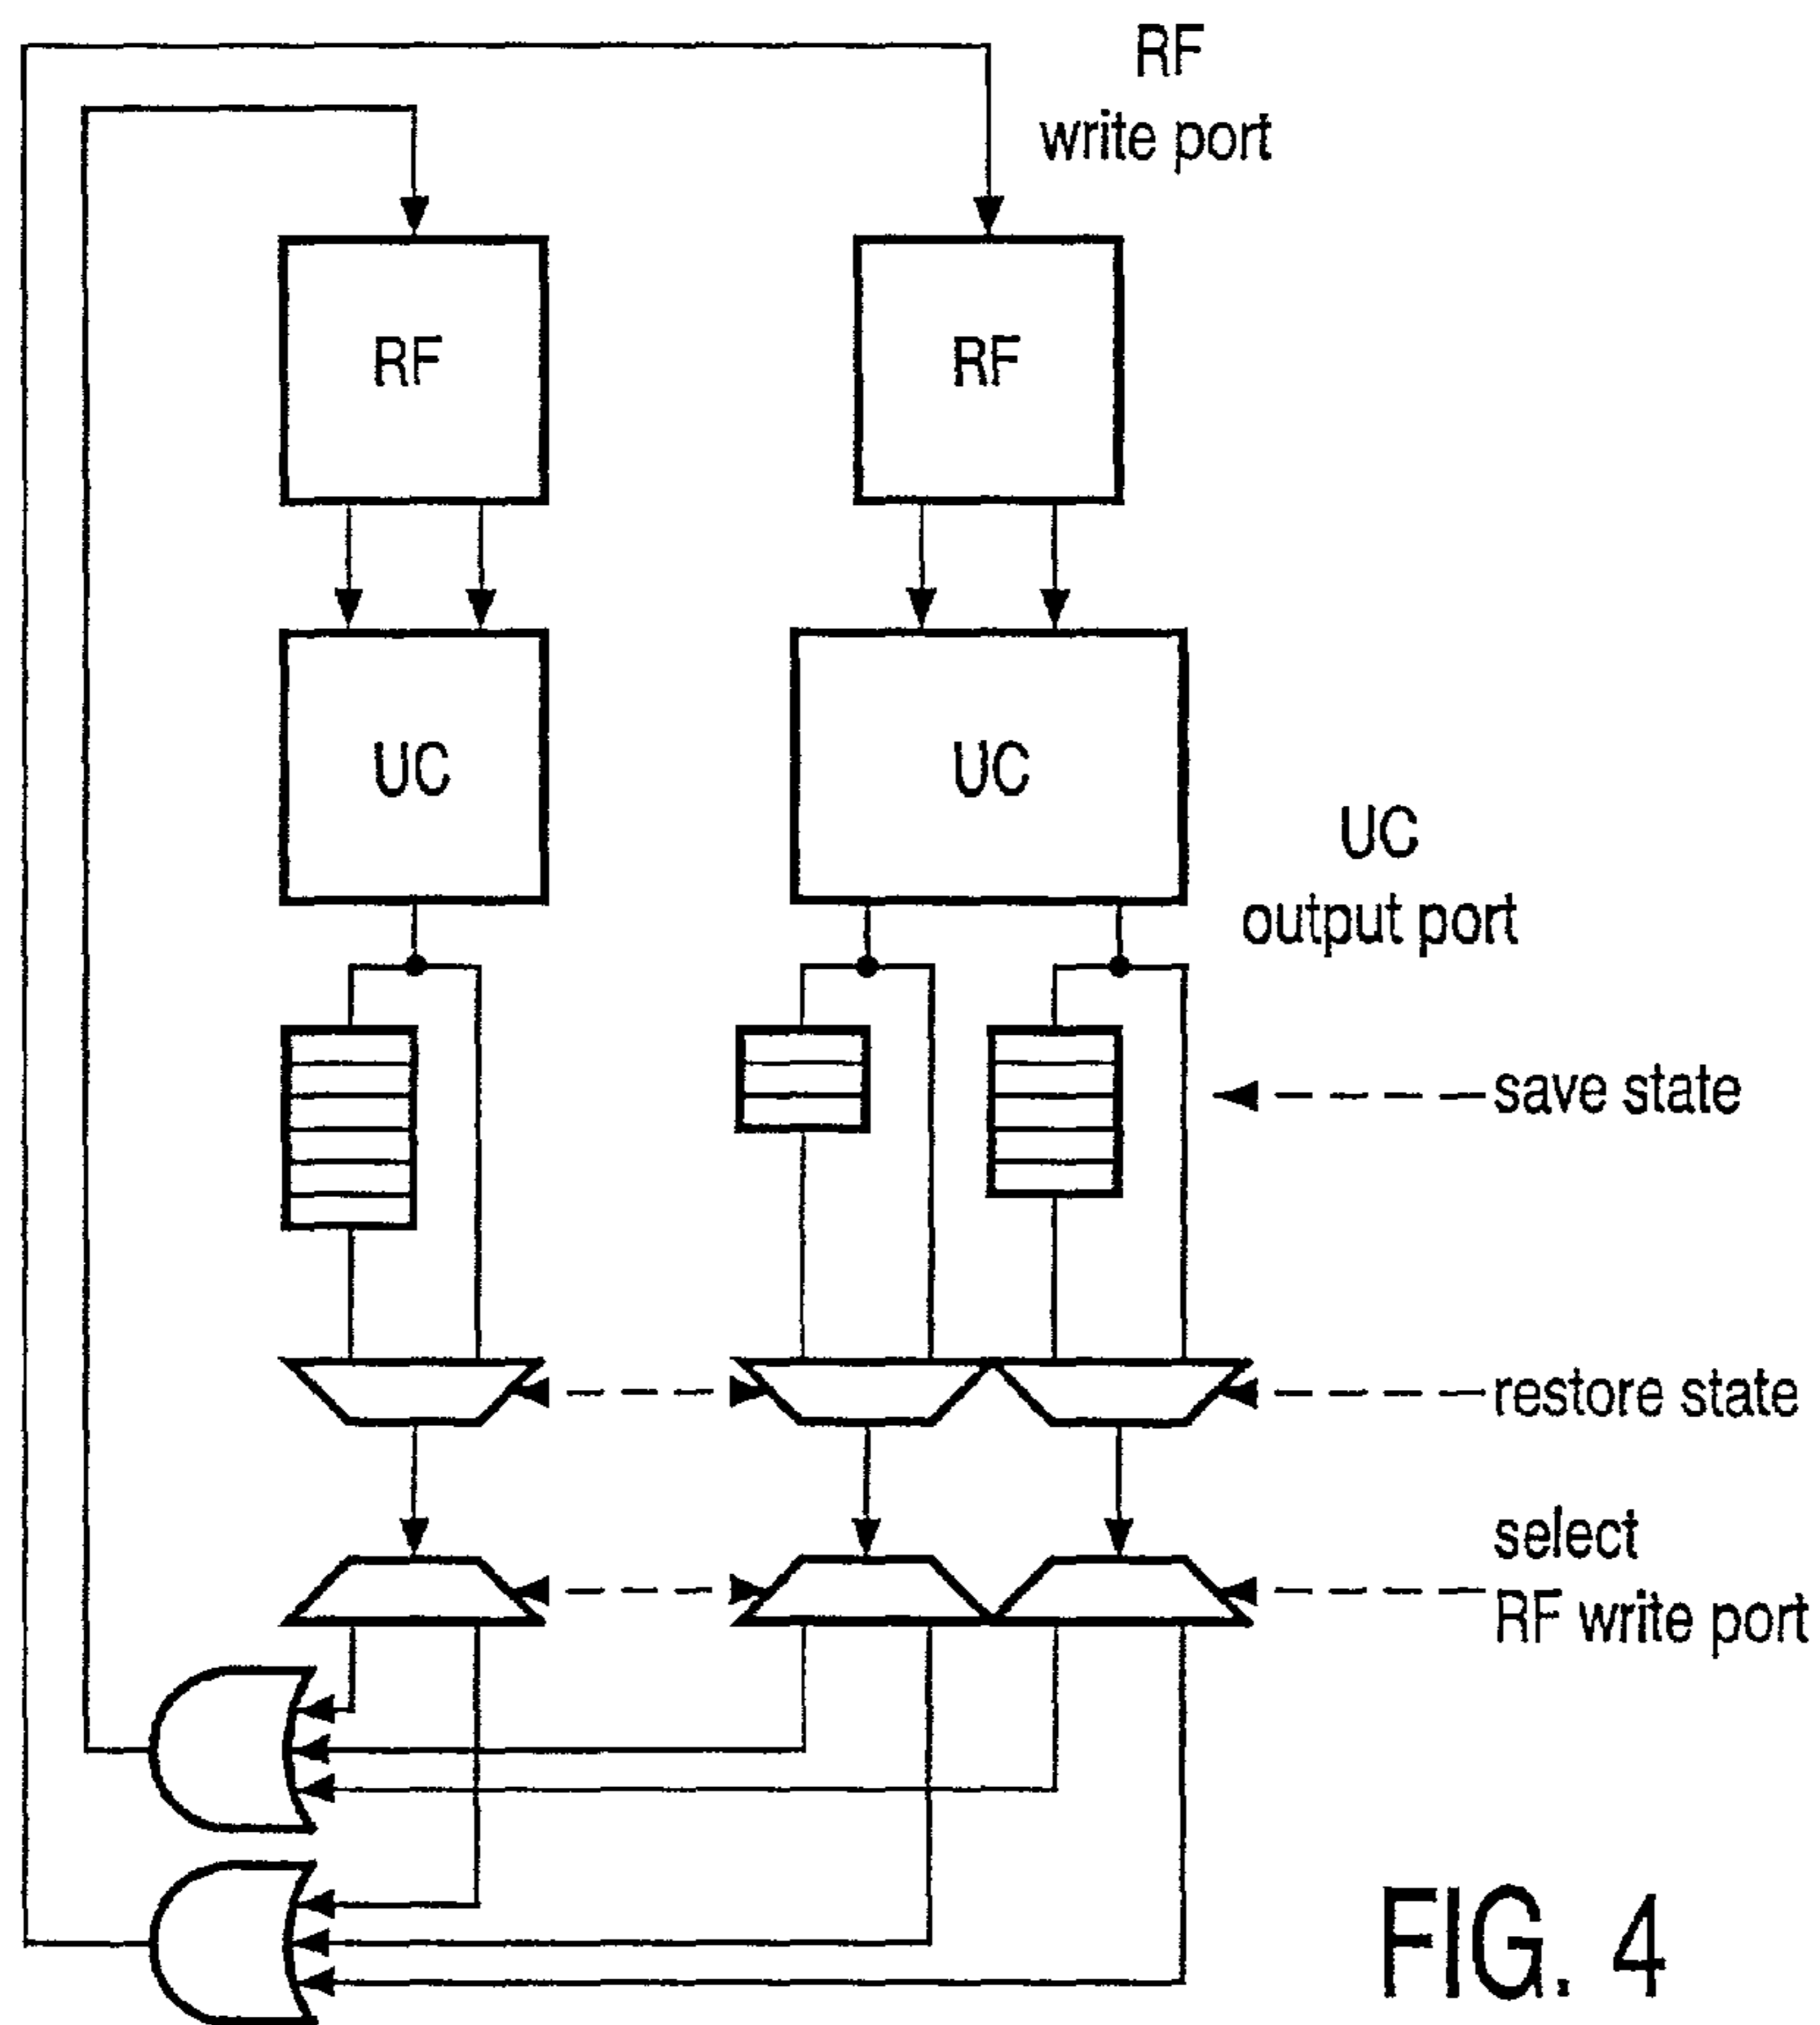 RF
write port
RF
RF
UC
UC
UC
output port
save state
restore state
select
RF write port
FIG. 4